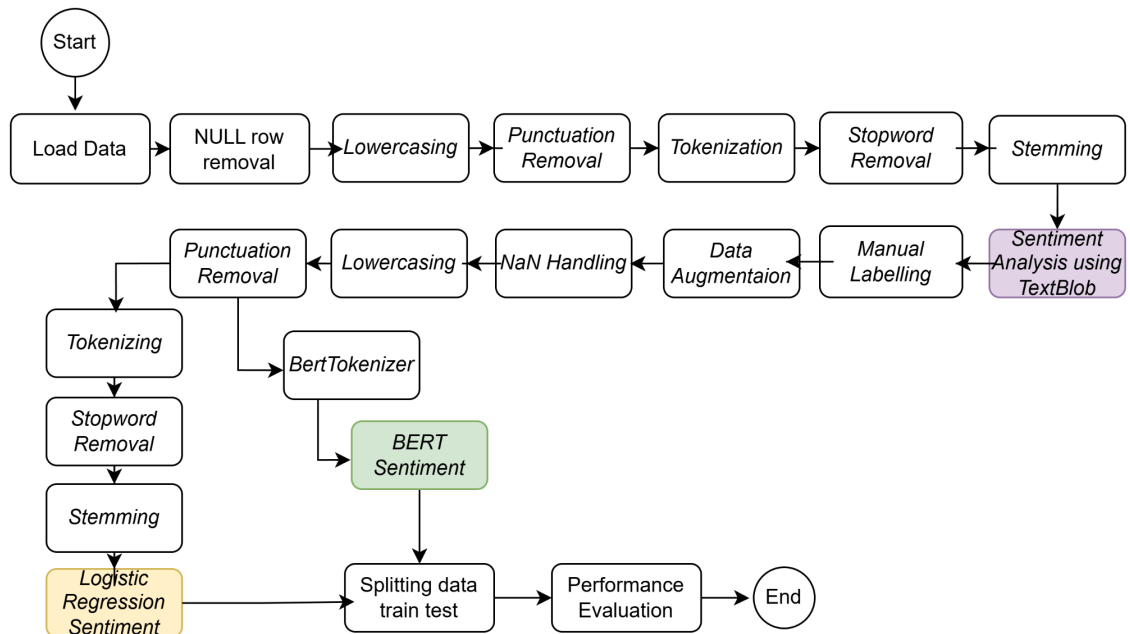 Start
Load Data
NULL row
removal
Lowercasing
Punctuation
Removal
Tokenization
Stopword
Removal
Stemming
Sentiment
Analysis using
TextBlob
Manual
Labelling
Data
Augmentaion
NaN Handling
Lowercasing
Punctuation
Removal
Tokenizing
Stopword
Removal
Stemming
Logistic
Regression
Sentiment
BertTokenizer
BERT
Sentiment
Splitting data
train test
Performance
Evaluation
End